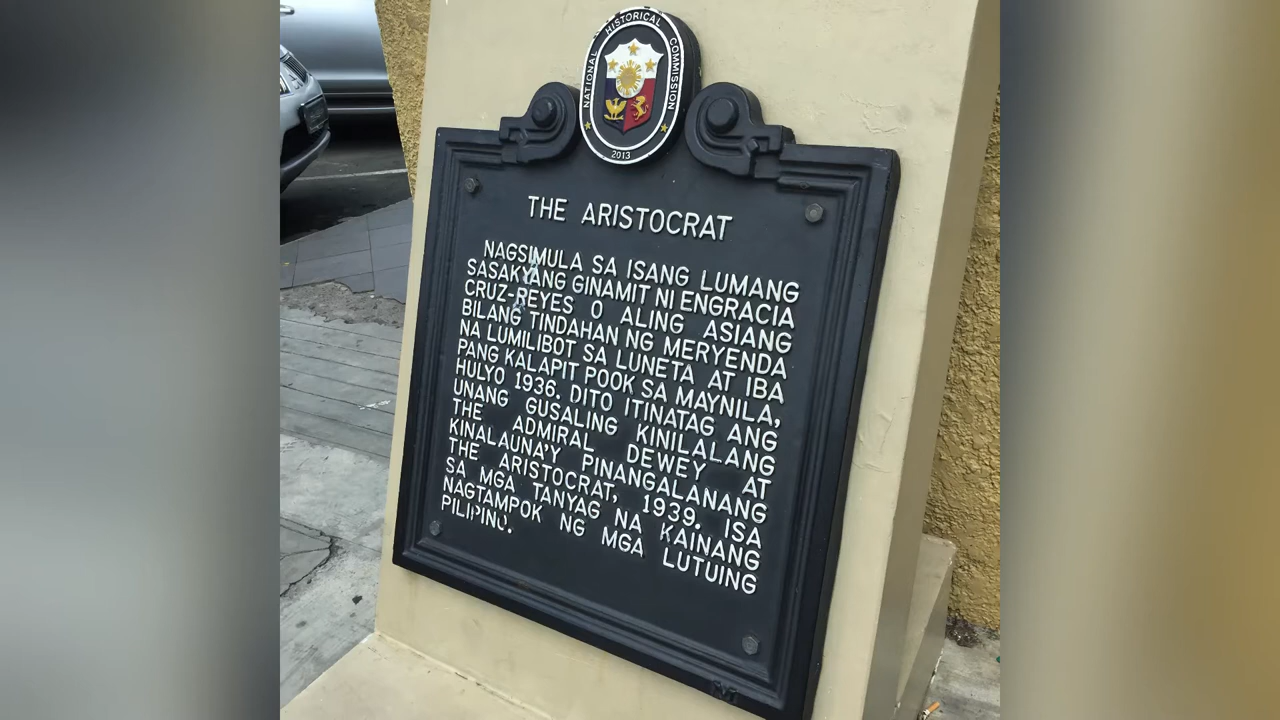 NATIONAL HISTORICAL COMMISSION
2013
THE ARISTOCRAT
NAGSIMULA SA ISANG LUMANG
SASAKYANG GINAMIT NI ENGRACIA
CRUZ-REYES O ALING ASIANG
BILANG TINDAHAN NG MERYENDA
NA LUMILIBOT SA LUNETA AT IBA
PANG KALAPIT POOK SA MAYNILA,
HULYO 1936. DITO ITINATAG ANG
UNANG GUSALING KINILALANG
THE ADMIRAL DEWEY AT
KINALAUNA'Y PINANGALANANG
THE ARISTOCRAT, 1939. ISA
SA MGA TANYAG NA KAINANG
NAGTAMPOK NG MGA LUTUING
PILIPINO.